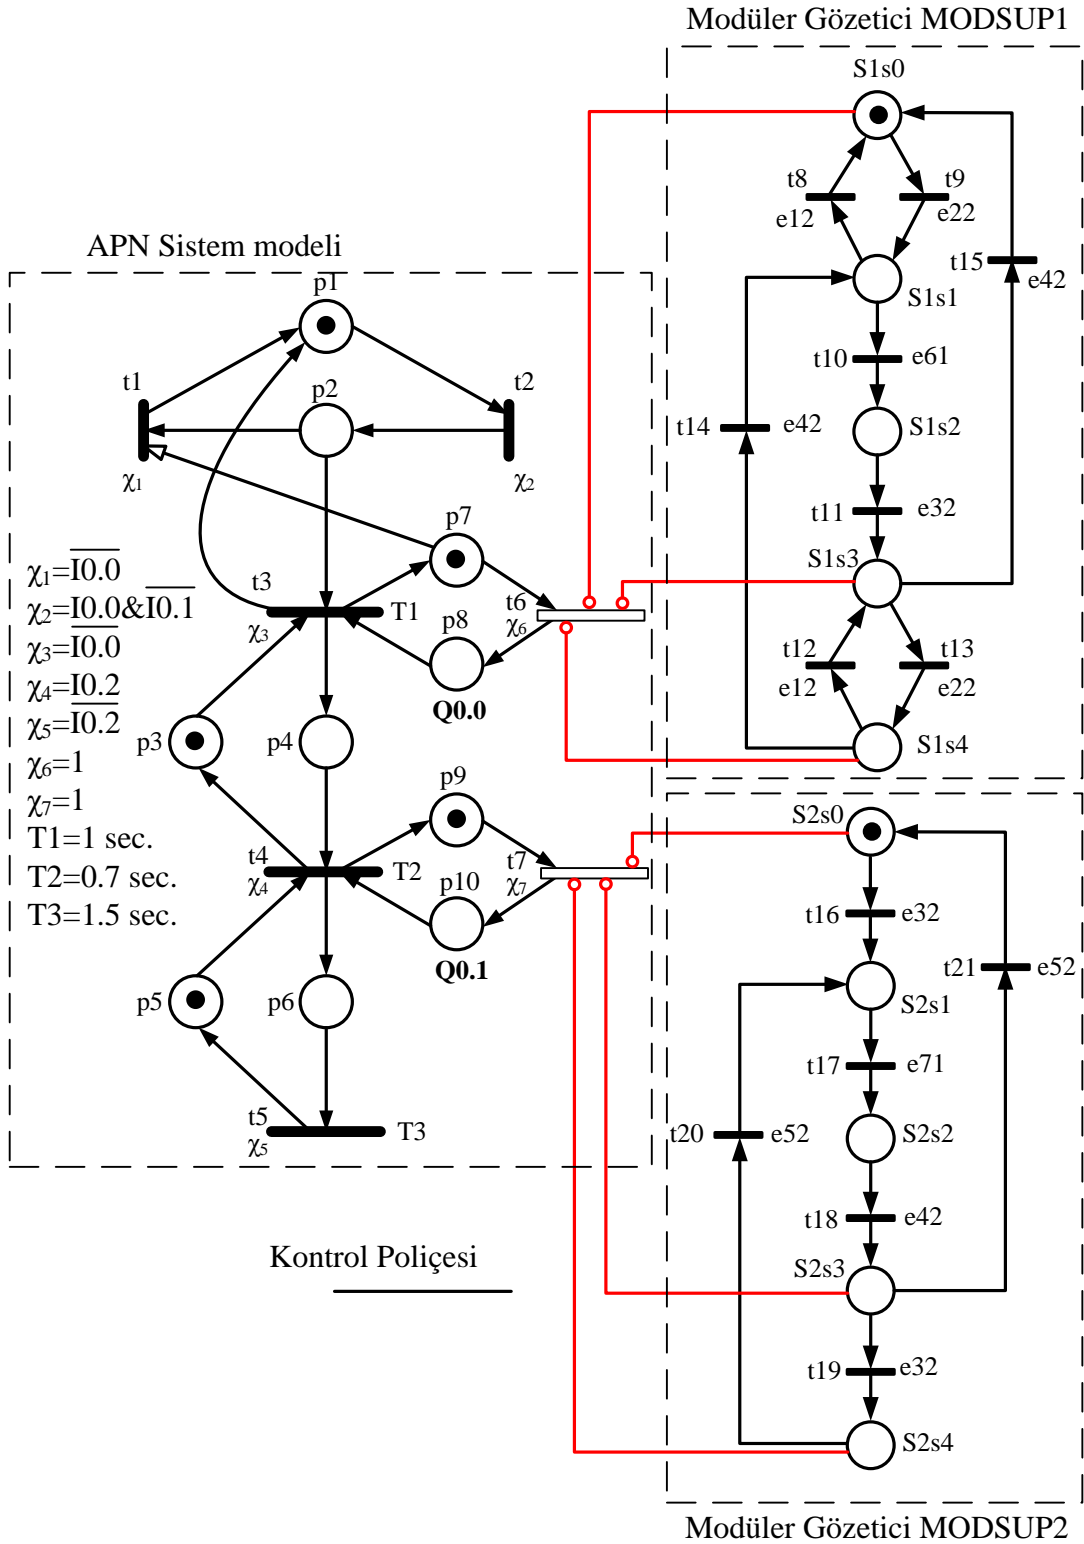 Modüler Gözetici MODSUP1
S1s0
t8
t9
e12
e22
APN Sistem modeli
t15
e42
p1
S1s1
t1
t2
p2
t10
e61
t14
e42
S1s2
χ1
χ2
p7
t11
e32
S1s3
χ1=I̅0̅.̅0̅
t3
T1
t6
χ2=I0.0&I̅0̅.̅1̅
χ3
p8
χ6
χ3=I̅0̅.̅0̅
t12
t13
e12
e22
χ4=I0.2
Q0.0
χ5=I̅0̅.̅2̅
p3
p4
S1s4
χ6=1
p9
χ7=1
S2s0
T1=1 sec.
t4
T2
t7
T2=0.7 sec.
χ4
p10
χ7
T3=1.5 sec.
t16
e32
Q0.1
t21
e52
p5
p6
S2s1
t17
e71
t5
T3
χ5
t20
e52
S2s2
t18
e42
Kontrol Poliçesi
S2s3
t19
e32
S2s4
Modüler Gözetici MODSUP2